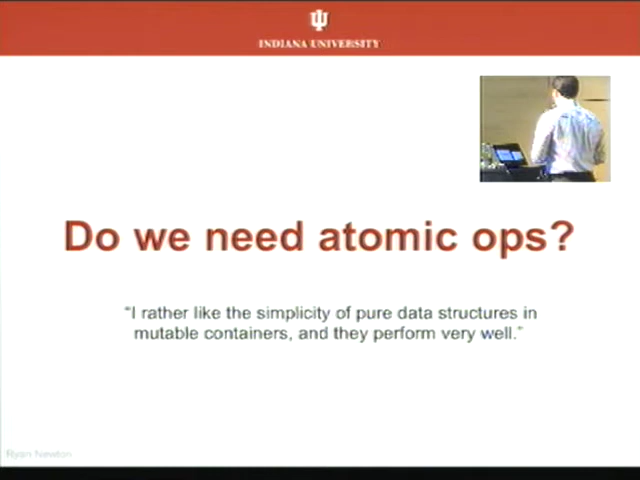 INDIANA UNIVERSITY
Do we need atomic ops?
"I rather like the simplicity of pure data structures in
mutable containers, and they perform very well."
Ryan Newton